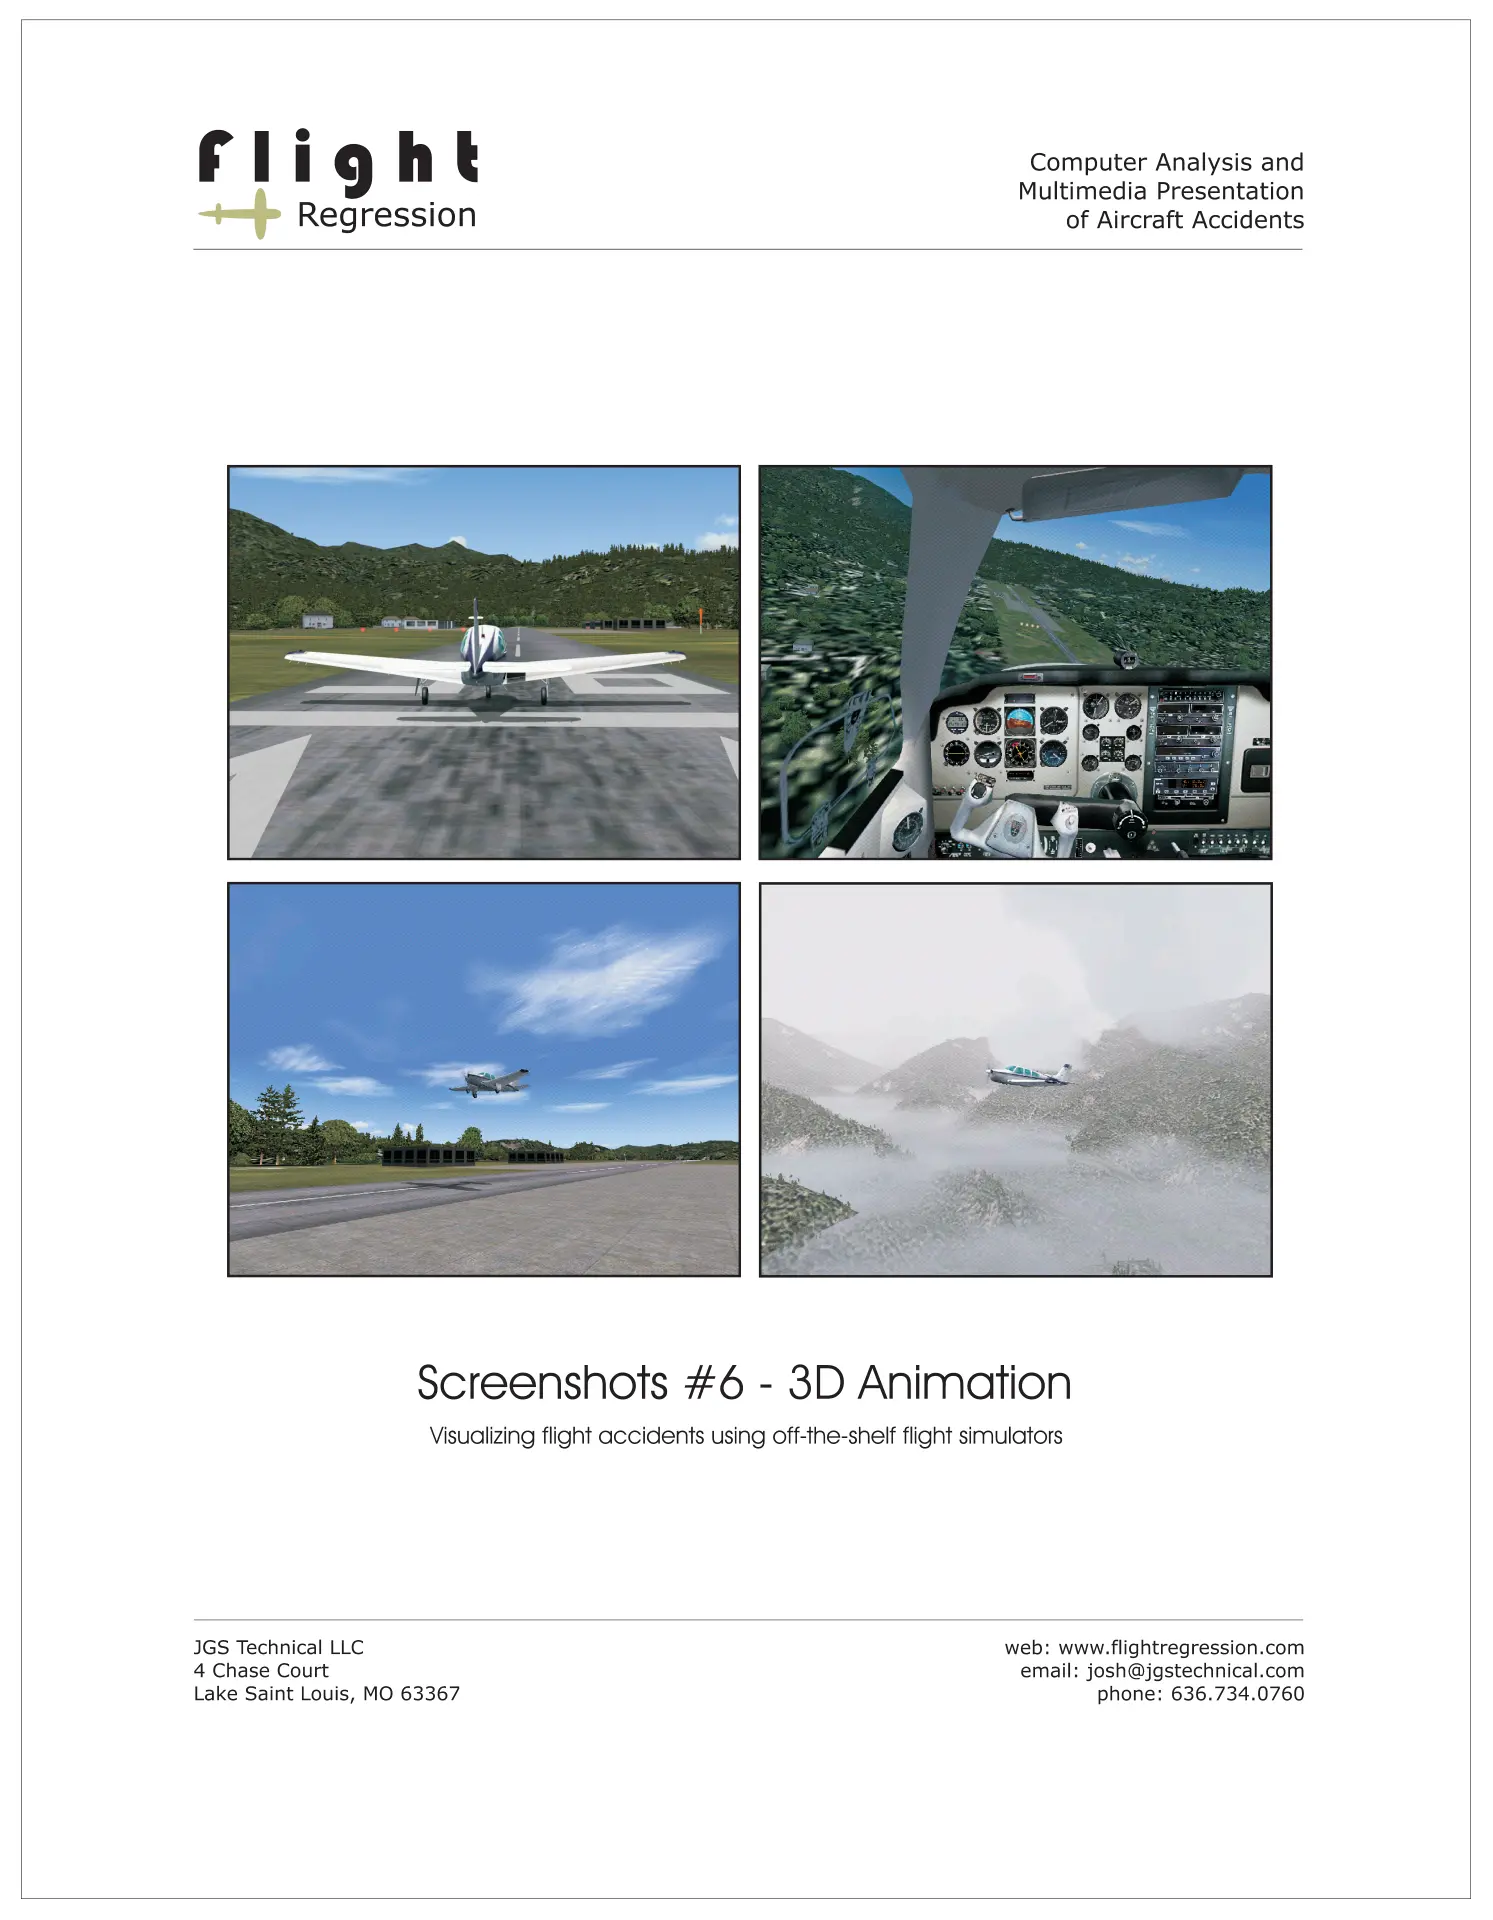 Flight
Regression
Computer Analysis and
Multimedia Presentation
of Aircraft Accidents
Screenshots #6 - 3D Animation
Visualizing flight accidents using off-the-shelf flight simulators
JGS Technical LLC
4 Chase Court
Lake Saint Louis, MO 63367
web: www.flightregression.com
email: josh@jgstechnical.com
phone: 636.734.0760